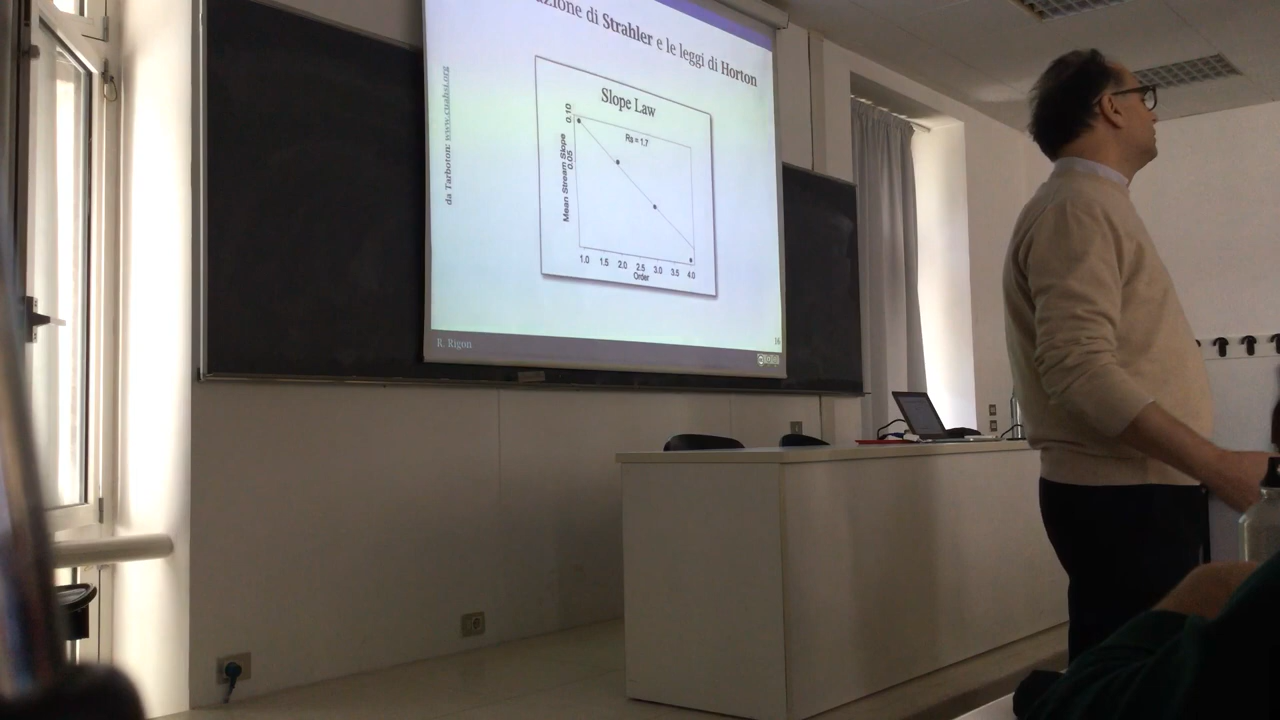 zione di Strahler e le leggi di Horton
da Tarboton: www.cuahsi.org
Slope Law
Rs = 1.7
Mean Stream Slope
0.10
0.05
1.0 1.5 2.0 2.5 3.0 3.5 4.0
Order
R. Rigon
16